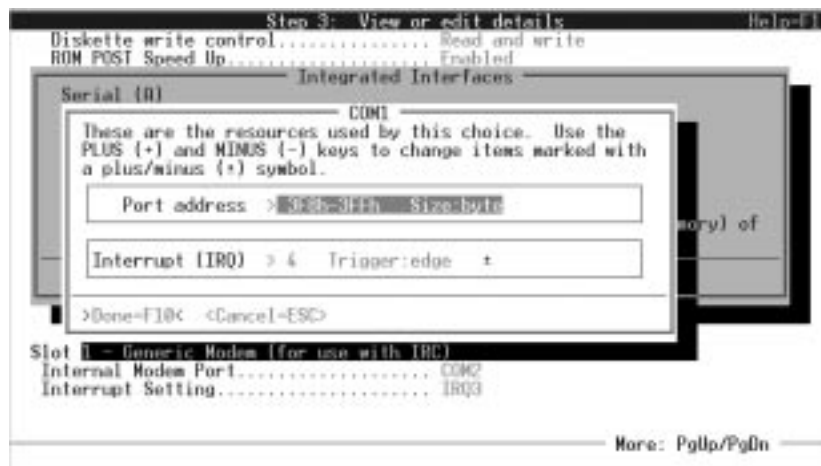 Step 3: View or edit details Help=F1
Diskette write control............... Read and write
ROM POST Speed Up.................... Enabled
Integrated Interfaces
Serial (A)
COM1
These are the resources used by this choice. Use the
PLUS (+) and MINUS (-) keys to change items marked with
a plus/minus (±) symbol.
Port address > 3F8h-3FFh Size:byte
mory) of
Interrupt (IRQ) > 4 Trigger:edge ±
>Done=F10< <Cancel=ESC>
Slot 1 - Generic Modem (for use with IRC)
Internal Modem Port.................. COM2
Interrupt Setting.................... IRQ3
More: PgUp/PgDn